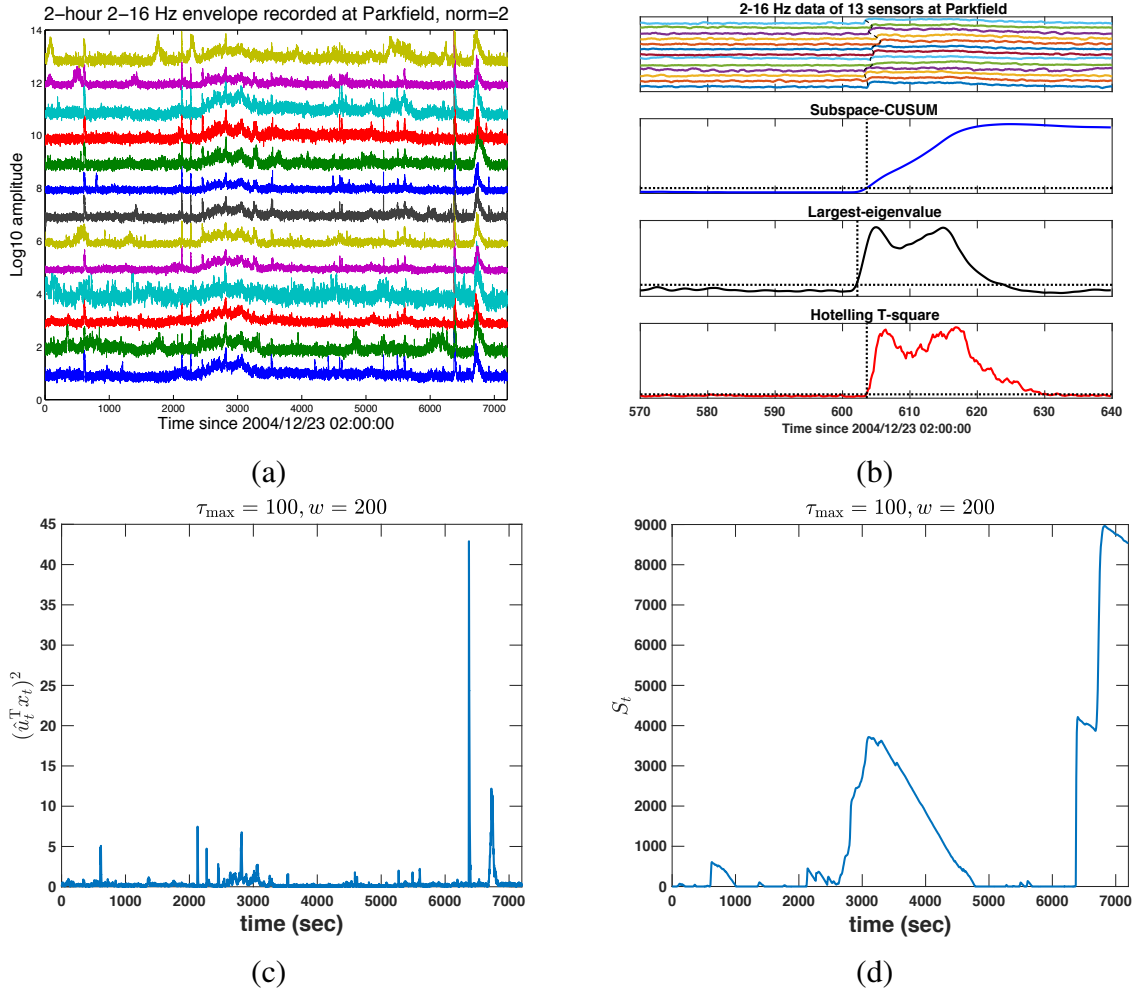 2−hour 2−16 Hz envelope recorded at Parkfield, norm=2
14
12
10
8
6
4
2
0
Log10 amplitude
0 1000 2000 3000 4000 5000 6000 7000
Time since 2004/12/23 02:00:00
(a)
2-16 Hz data of 13 sensors at Parkfield
Subspace-CUSUM
Largest-eigenvalue
Hotelling T-square
570 580 590 600 610 620 630 640
Time since 2004/12/23 02:00:00
(b)
τmax = 100, w = 200
45
40
35
30
25
20
15
10
5
0
(û_t^T x_t)^2
0 1000 2000 3000 4000 5000 6000 7000
time (sec)
(c)
τmax = 100, w = 200
9000
8000
7000
6000
5000
4000
3000
2000
1000
0
S_t
0 1000 2000 3000 4000 5000 6000 7000
time (sec)
(d)